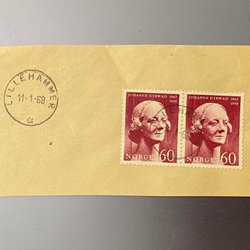 LILLEHAMMER
11-1-68
a
JOHANNE DYBWAD 1867
1950
NORGE 60
JOHANNE DYBWAD 1867
1950
NORGE 60